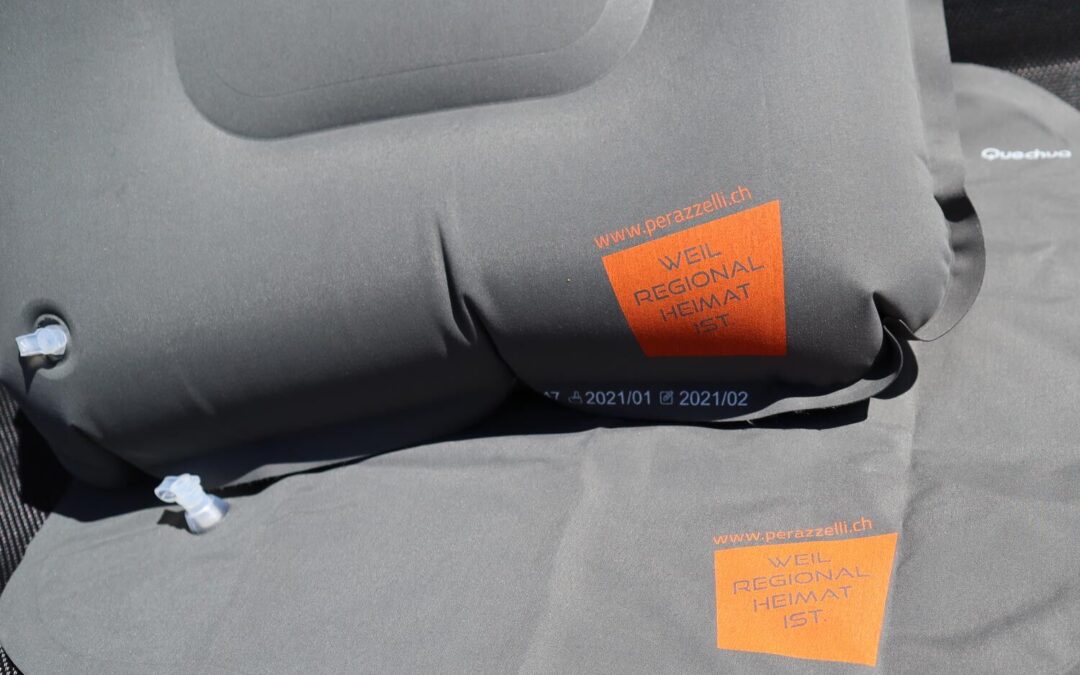 Quechua
www.perazzelli.ch
WEIL
REGIONAL
HEIMAT
IST.
2021/01 2021/02
www.perazzelli.ch
WEIL
REGIONAL
HEIMAT
IST.